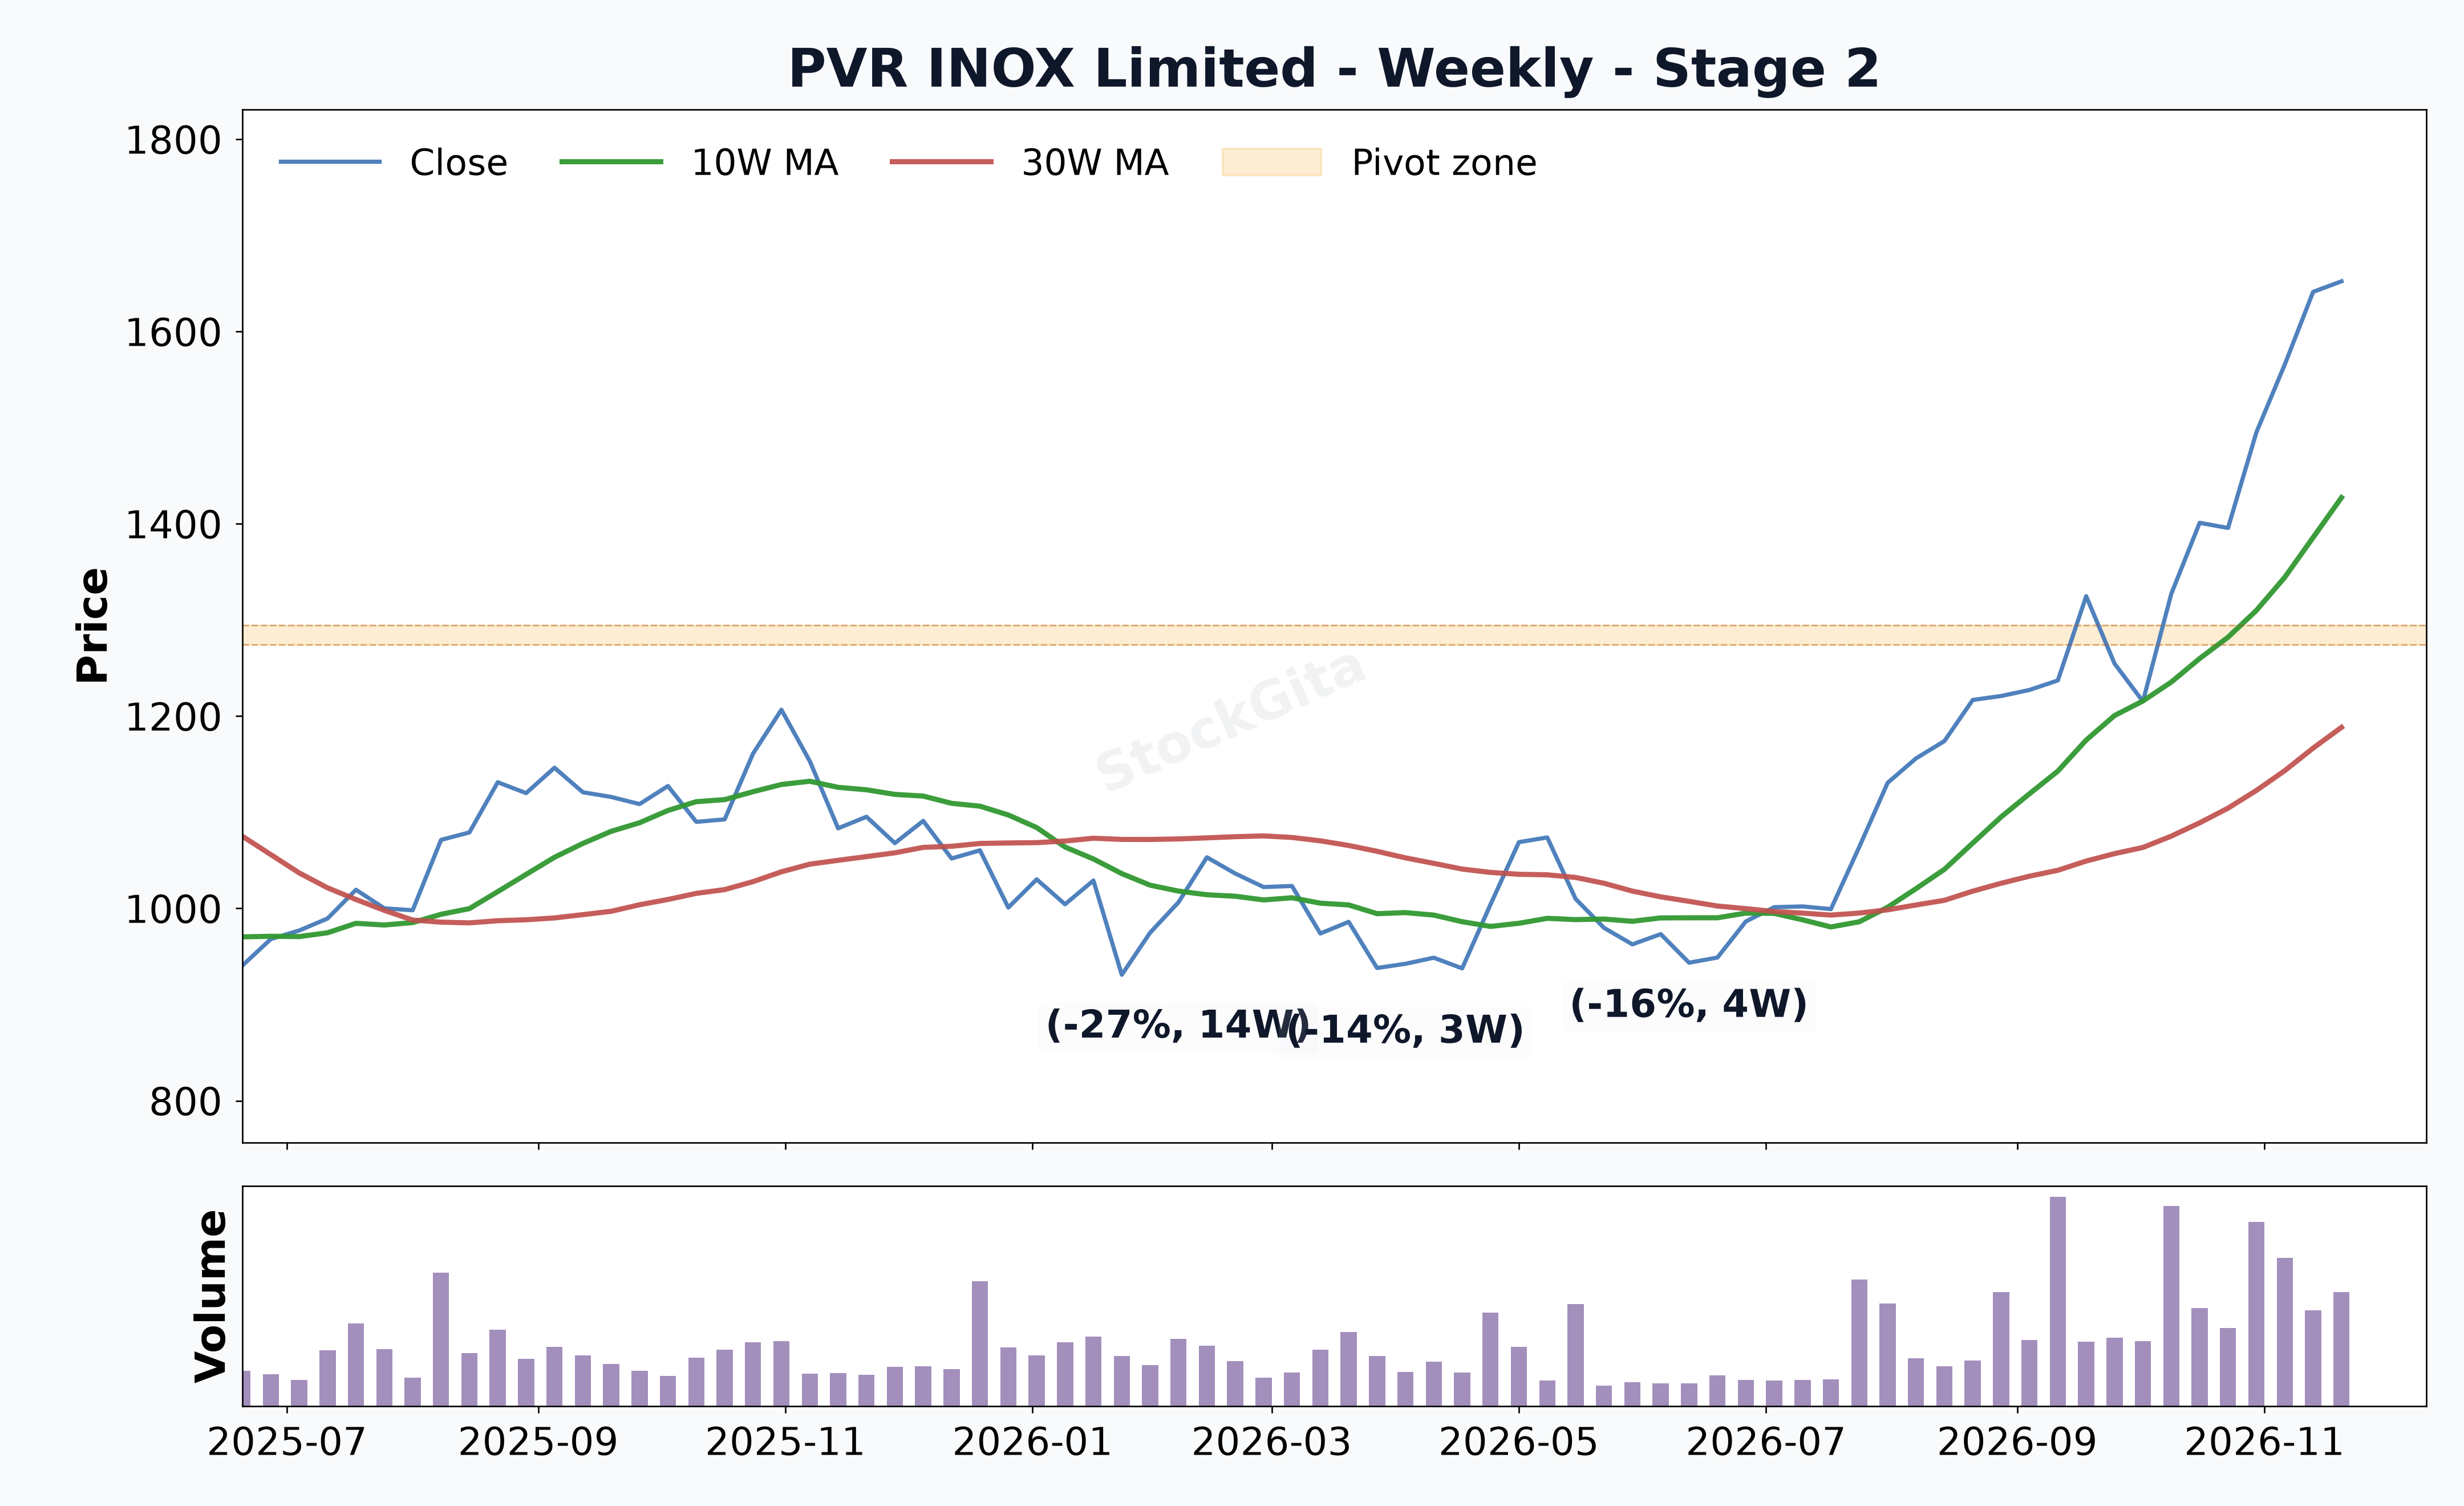 PVR INOX Limited - Weekly - Stage 2
Close 10W MA 30W MA Pivot zone
1800
1600
1400
1200
1000
800
Price
StockGita
(-27%, 14W)
(-14%, 3W)
(-16%, 4W)
Volume
2025-07 2025-09 2025-11 2026-01 2026-03 2026-05 2026-07 2026-09 2026-11